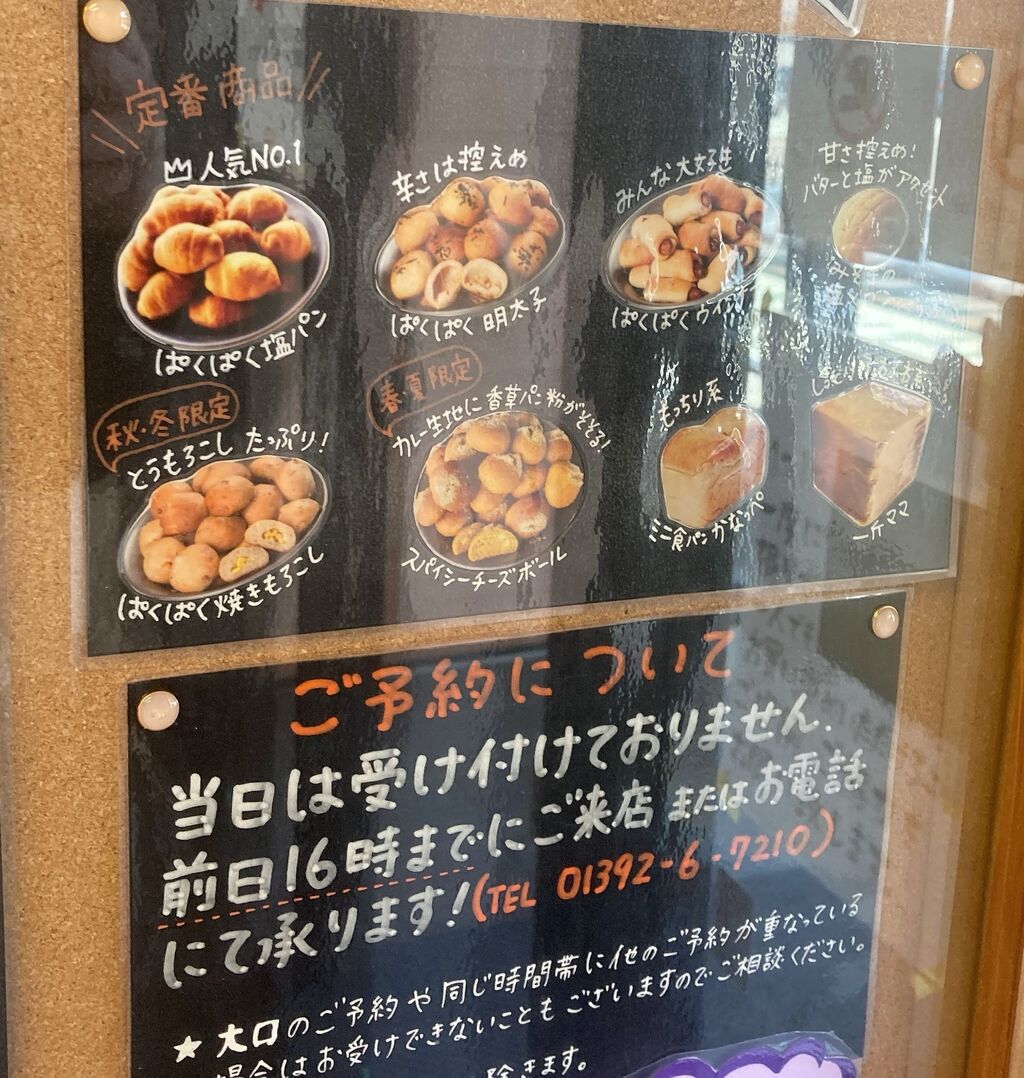 定番商品
人気NO.1
ぱくぱく塩パン
辛さは控えめ
ぱくぱく明太子
みんな大好き
ぱくぱくウイ
甘さ控えめ!
バターと塩がアクセント
秋・冬限定
とうもろこしたっぷり!
ぱくぱく焼きもろこし
春・夏限定
カレー生地に香草パン粉がそそる!
スパイシーチーズボール
もっちり系
ミニ食パンかなっぺ
一斤ママ
ご予約について
当日は受け付けておりません.
前日16時までにご来店またはお電話
にて承ります!(TEL 01392-6-7210)
★大口のご予約や同じ時間帯に他のご予約が重なっている
場合はお受けできないこともございますのでご相談ください。
除きます。